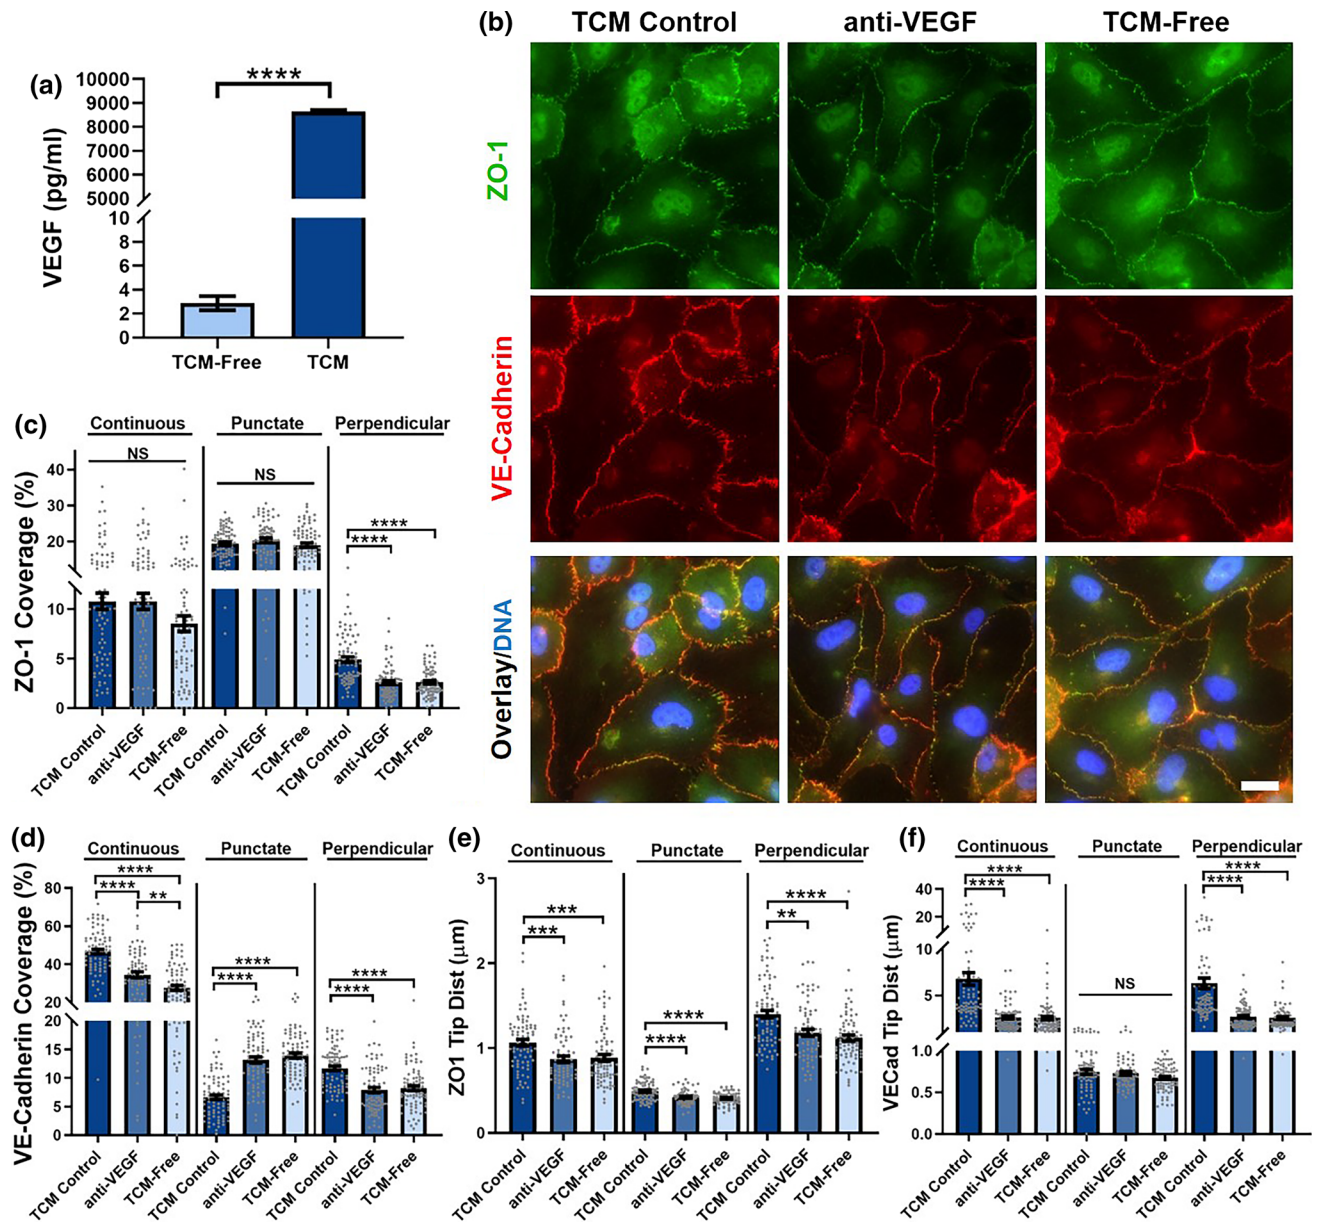 (a)
****
VEGF (pg/ml)
10000
9000
8000
7000
6000
5000
10
8
6
4
2
0
TCM-Free TCM
(b)
TCM Control anti-VEGF TCM-Free
ZO-1
VE-Cadherin
Overlay/DNA
(c)
Continuous Punctate Perpendicular
NS NS **** ****
ZO-1 Coverage (%)
40
30
20
10
5
0
TCM Control anti-VEGF TCM-Free TCM Control anti-VEGF TCM-Free TCM Control anti-VEGF TCM-Free
(d)
Continuous Punctate Perpendicular
**** **** **
**** ****
**** ****
VE-Cadherin Coverage (%)
80
60
40
20
20
15
10
5
0
TCM Control anti-VEGF TCM-Free TCM Control anti-VEGF TCM-Free TCM Control anti-VEGF TCM-Free
(e)
Continuous Punctate Perpendicular
*** ***
**** ****
**** **
ZO1 Tip Dist (μm)
3
2
1
0
TCM Control anti-VEGF TCM-Free TCM Control anti-VEGF TCM-Free TCM Control anti-VEGF TCM-Free
(f)
Continuous Punctate Perpendicular
**** ****
NS
**** ****
VECad Tip Dist (μm)
40
20
10
5
1.0
0.5
0.0
TCM Control anti-VEGF TCM-Free TCM Control anti-VEGF TCM-Free TCM Control anti-VEGF TCM-Free